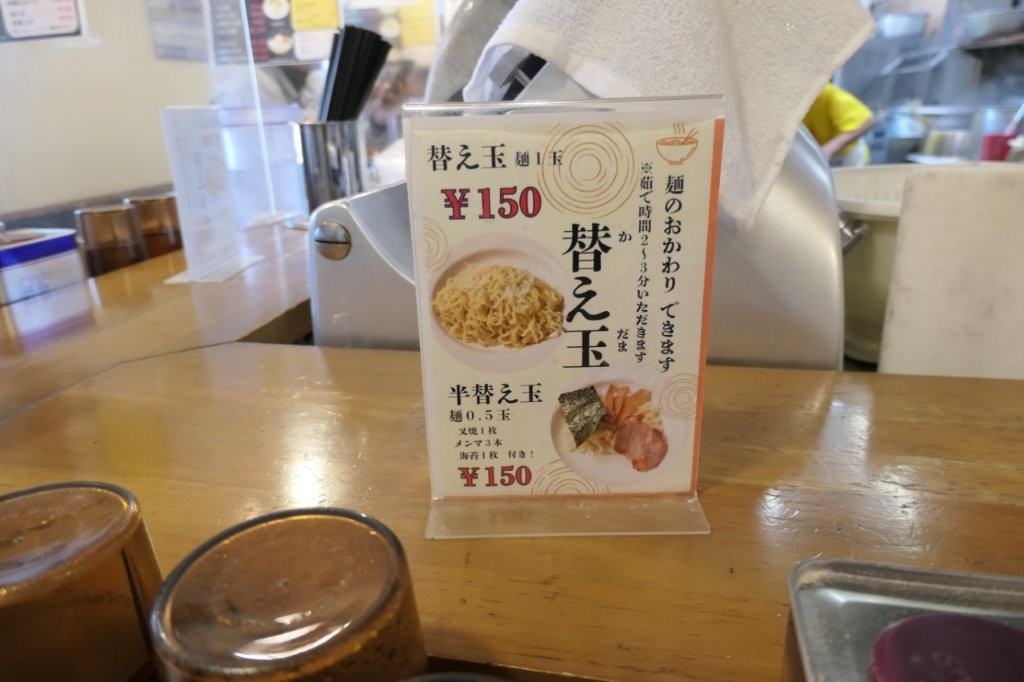 替え玉 麺1玉
¥150
麺のおかわり できます
※茹で時間2～3分いただきます
替え玉
か
だま
半替え玉
麺0.5玉
叉焼1枚
メンマ3本
海苔1枚 付き!
¥150